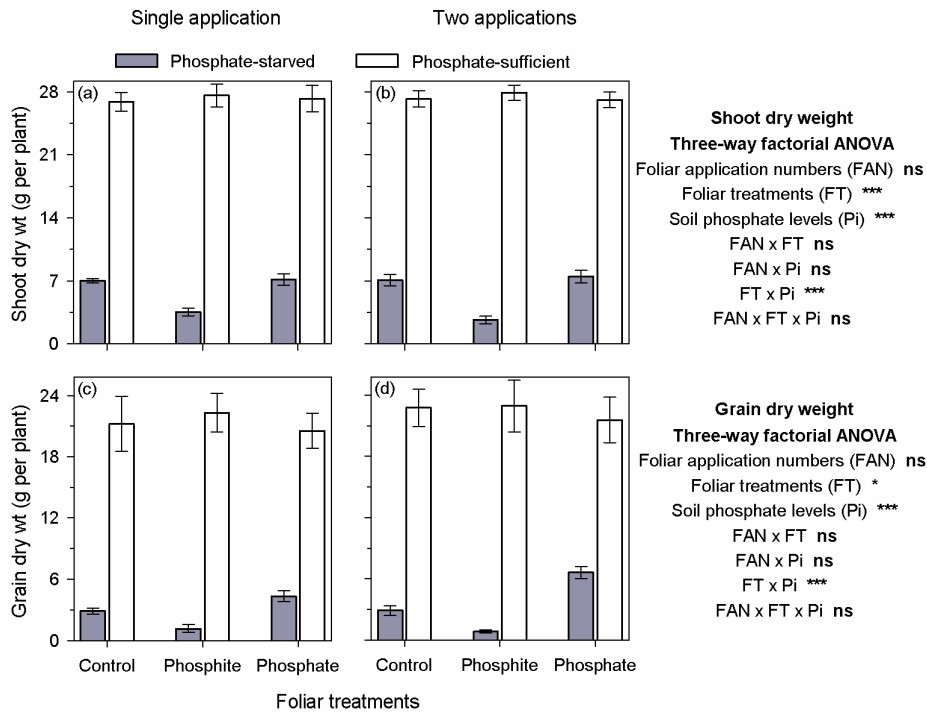 Single application
Two applications
Phosphate-starved
Phosphate-sufficient
Shoot dry wt (g per plant)
28
21
14
7
0
(a)
(b)
Shoot dry weight
Three-way factorial ANOVA
Foliar application numbers (FAN) ns
Foliar treatments (FT) ***
Soil phosphate levels (Pi) ***
FAN x FT ns
FAN x Pi ns
FT x Pi ***
FAN x FT x Pi ns
Grain dry wt (g per plant)
24
18
12
6
0
(c)
(d)
Grain dry weight
Three-way factorial ANOVA
Foliar application numbers (FAN) ns
Foliar treatments (FT) *
Soil phosphate levels (Pi) ***
FAN x FT ns
FAN x Pi ns
FT x Pi ***
FAN x FT x Pi ns
Control
Phosphite
Phosphate
Control
Phosphite
Phosphate
Foliar treatments